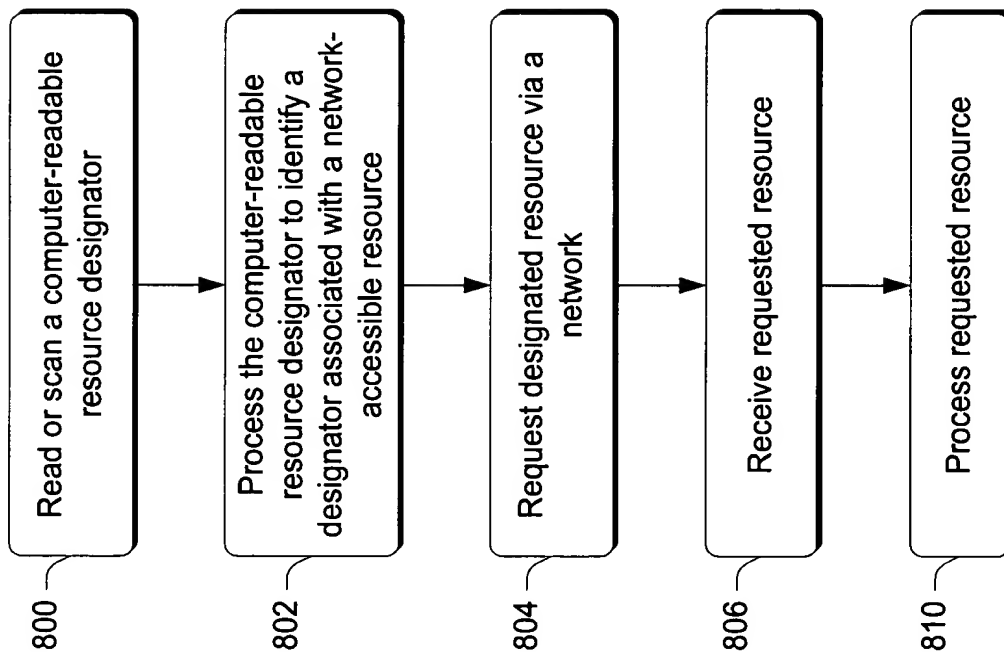 800
Read or scan a computer-readable
resource designator
802
Process the computer-readable
resource designator to identify a
designator associated with a network-
accessible resource
804
Request designated resource via a
network
806
Receive requested resource
810
Process requested resource